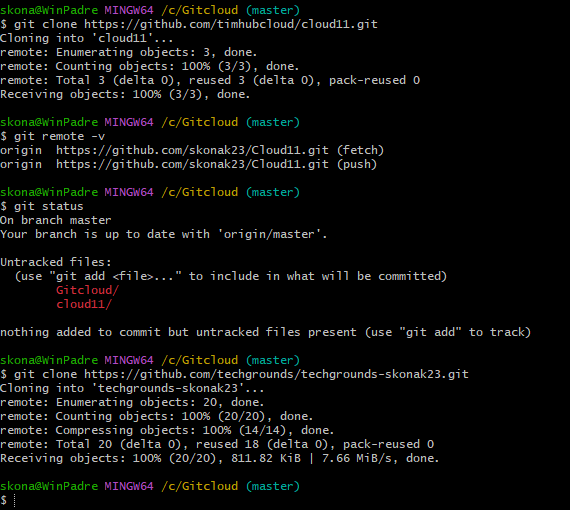 skona@WinPadre MINGW64 /c/Gitcloud (master)
$ git clone https://github.com/timhubcloud/cloud11.git
Cloning into 'cloud11'...
remote: Enumerating objects: 3, done.
remote: Counting objects: 100% (3/3), done.
remote: Total 3 (delta 0), reused 3 (delta 0), pack-reused 0
Receiving objects: 100% (3/3), done.
skona@WinPadre MINGW64 /c/Gitcloud (master)
$ git remote -v
origin  https://github.com/skonak23/Cloud11.git (fetch)
origin  https://github.com/skonak23/Cloud11.git (push)
skona@WinPadre MINGW64 /c/Gitcloud (master)
$ git status
On branch master
Your branch is up to date with 'origin/master'.
Untracked files:
  (use "git add <file>..." to include in what will be committed)
        Gitcloud/
        cloud11/
nothing added to commit but untracked files present (use "git add" to track)
skona@WinPadre MINGW64 /c/Gitcloud (master)
$ git clone https://github.com/techgrounds/techgrounds-skonak23.git
Cloning into 'techgrounds-skonak23'...
remote: Enumerating objects: 20, done.
remote: Counting objects: 100% (20/20), done.
remote: Compressing objects: 100% (14/14), done.
remote: Total 20 (delta 0), reused 18 (delta 0), pack-reused 0
Receiving objects: 100% (20/20), 811.82 KiB | 7.66 MiB/s, done.
skona@WinPadre MINGW64 /c/Gitcloud (master)
$